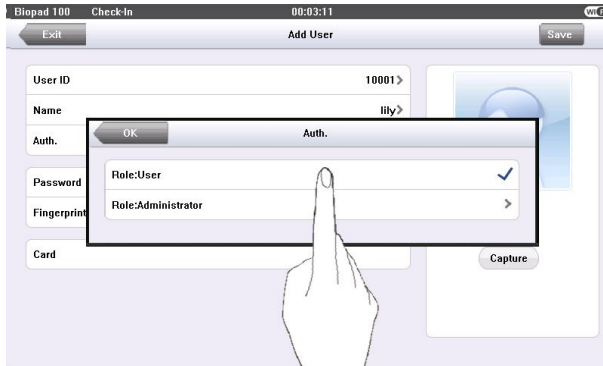 Biopad 100 Check-In 00:03:11
Exit Add User Save
User ID 10001>
Name lily>
Auth.
OK Auth.
Role:User
Role:Administrator >
Password
Fingerprint
Card
Capture